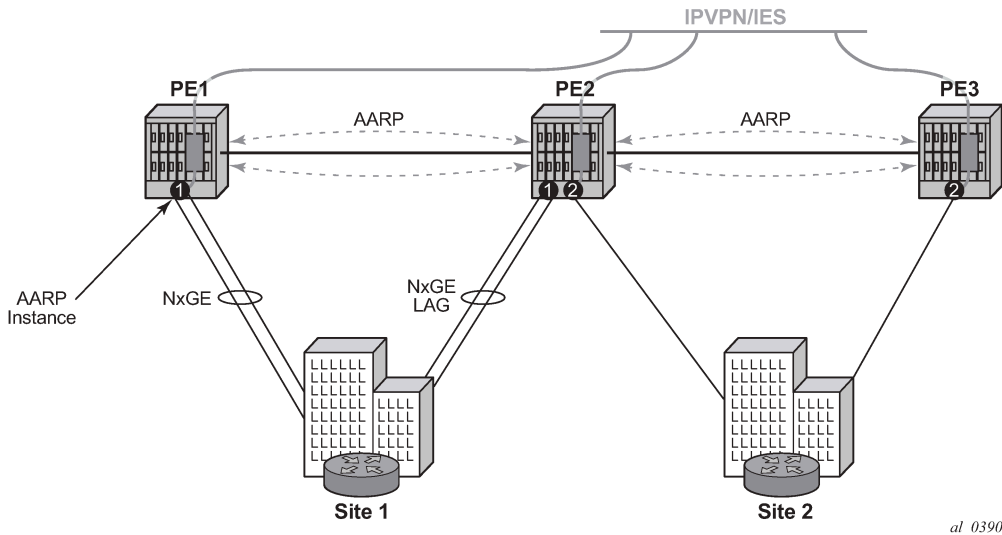 IPVPN/IES
PE1
PE2
PE3
AARP
AARP
1
1
2
2
NxGE
NxGE
LAG
AARP
Instance
Site 1
Site 2
al_0390